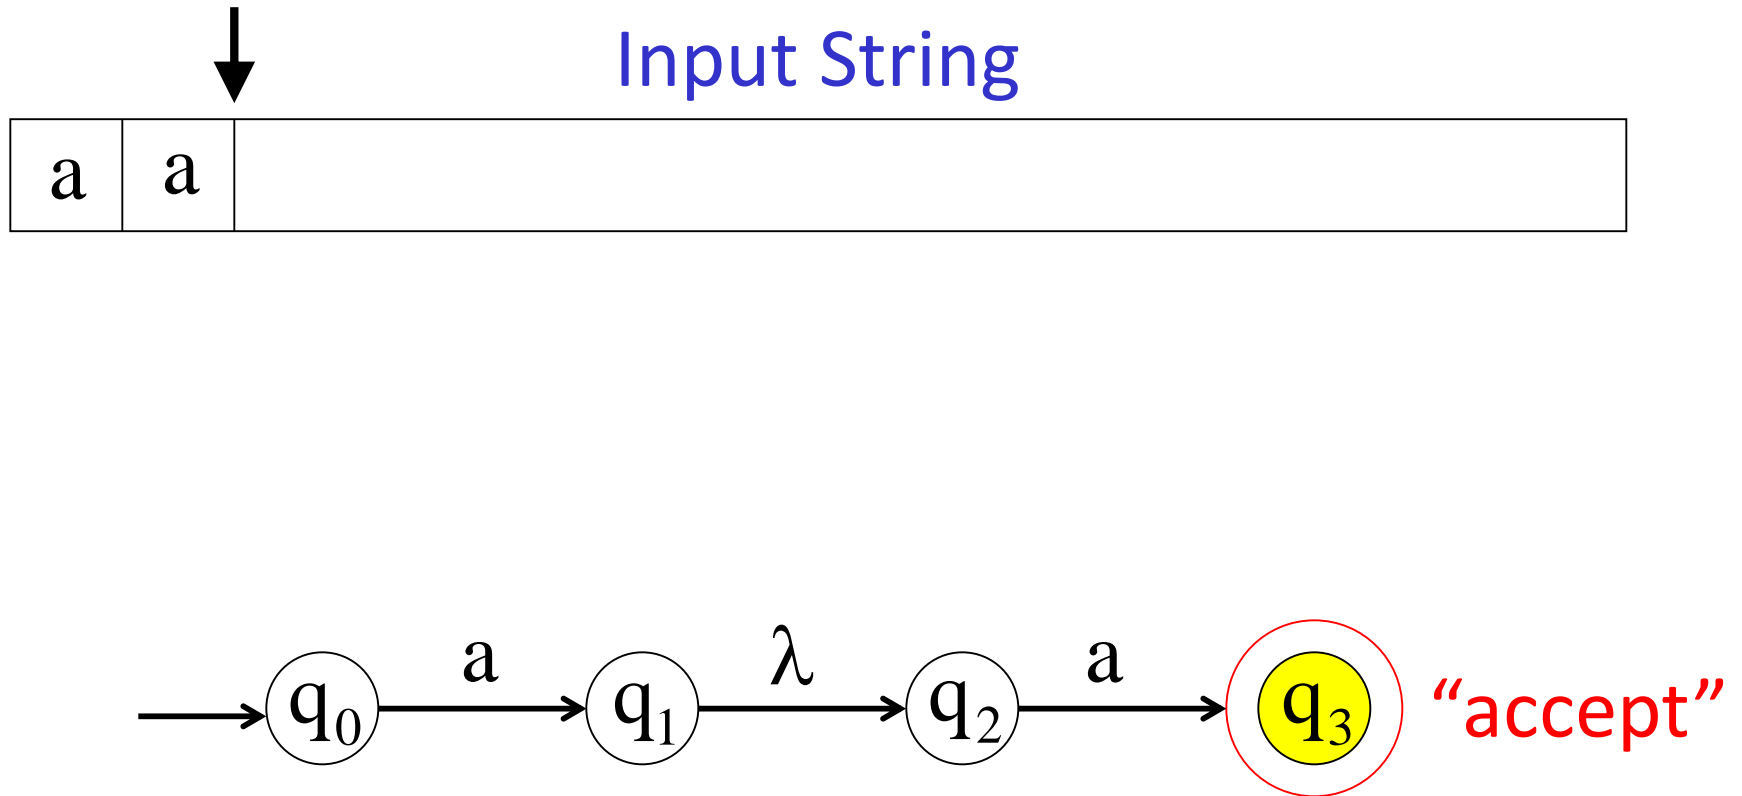 Input String
a a
a λ a
q₀ q₁ q₂ q₃ “accept”